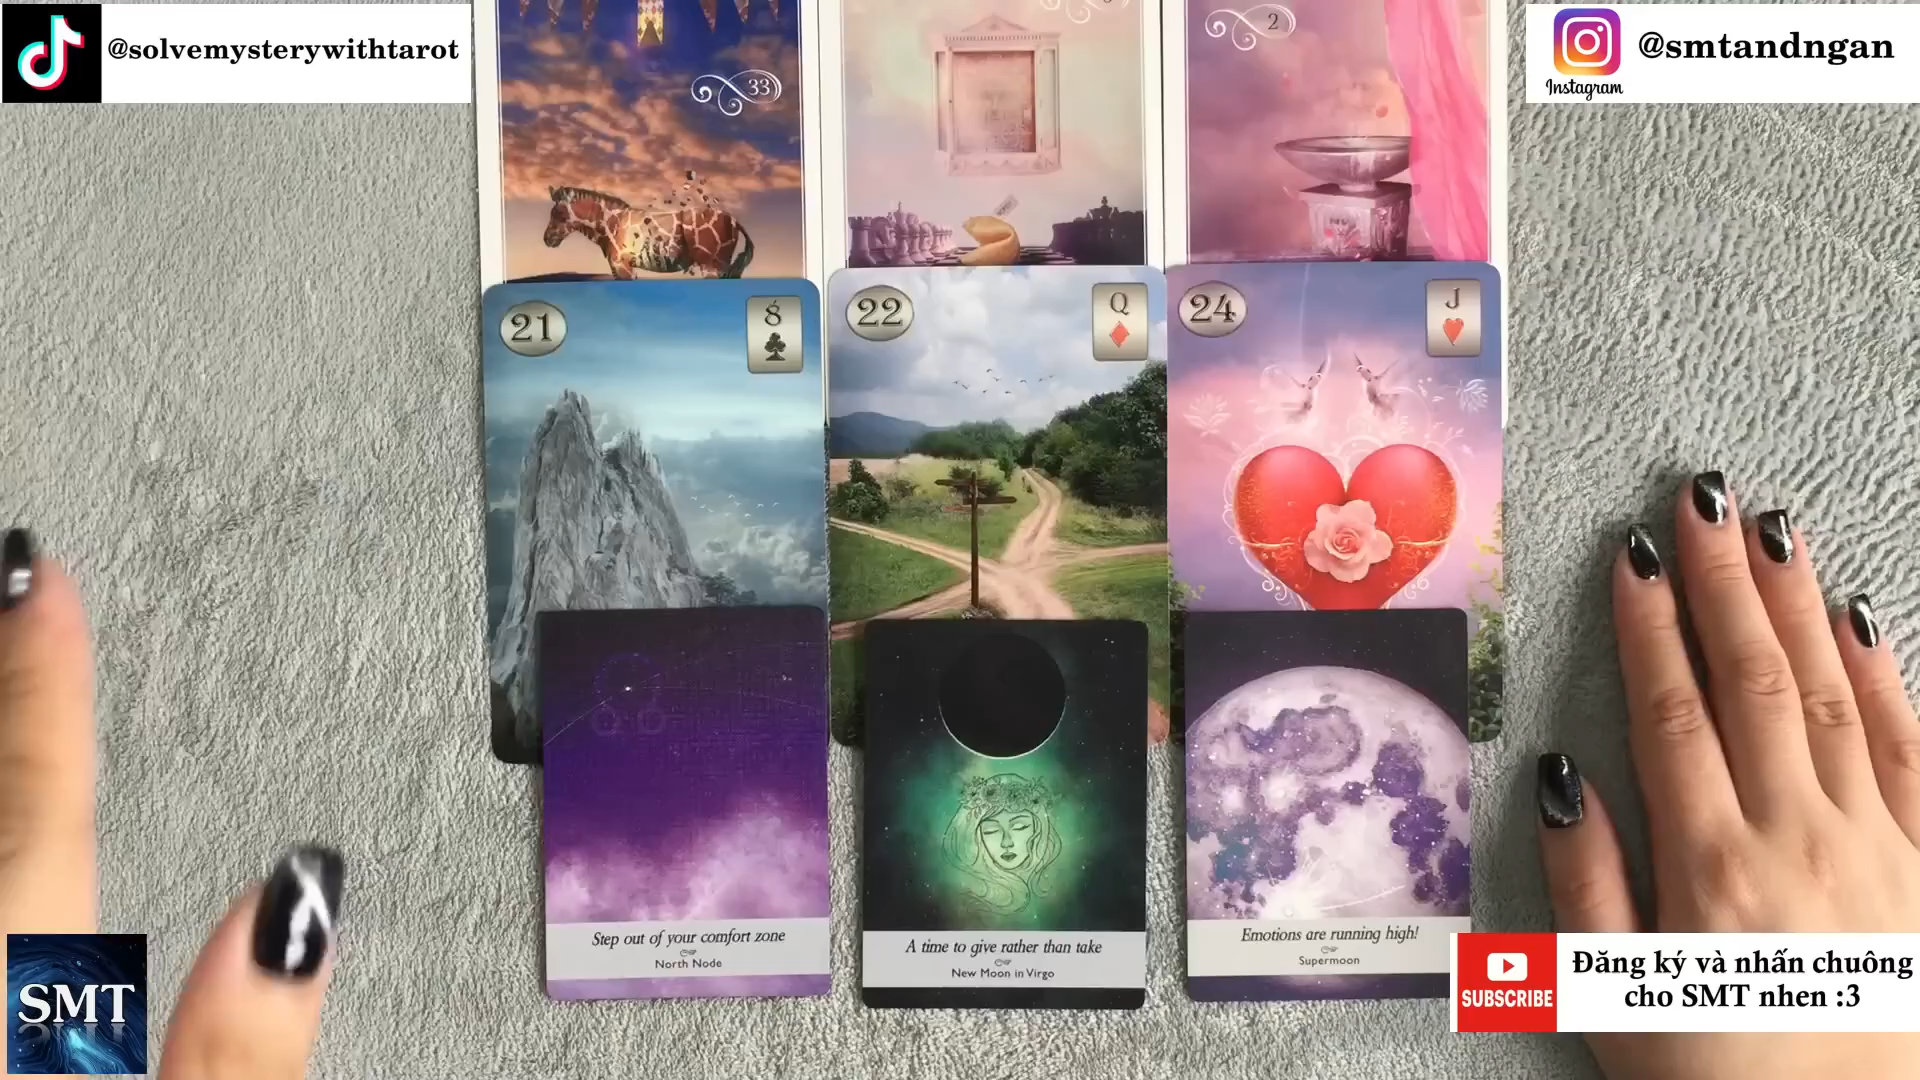 @solvemysterywithtarot
33
2
Instagram
@smtandngan
21
8
22
Q
24
J
Step out of your comfort zone
North Node
A time to give rather than take
New Moon in Virgo
Emotions are running high!
Supermoon
SMT
SUBSCRIBE
Đăng ký và nhấn chuông
cho SMT nhen :3